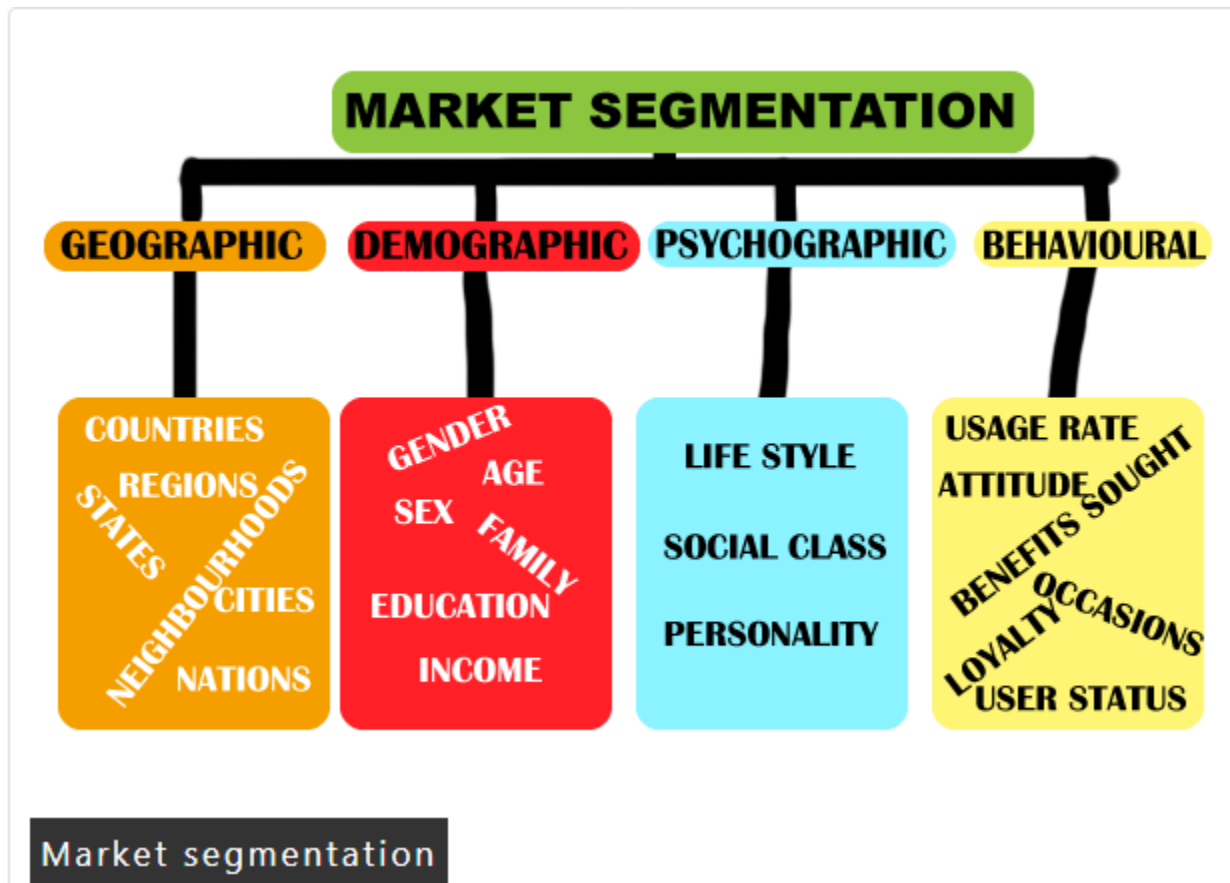 MARKET SEGMENTATION
GEOGRAPHIC
DEMOGRAPHIC
PSYCHOGRAPHIC
BEHAVIOURAL
COUNTRIES
REGIONS
STATES
NEIGHBOURHOODS
CITIES
NATIONS
GENDER
AGE
SEX
FAMILY
EDUCATION
INCOME
LIFE STYLE
SOCIAL CLASS
PERSONALITY
USAGE RATE
ATTITUDE
BENEFITS SOUGHT
OCCASIONS
LOYALTY
USER STATUS
Market segmentation